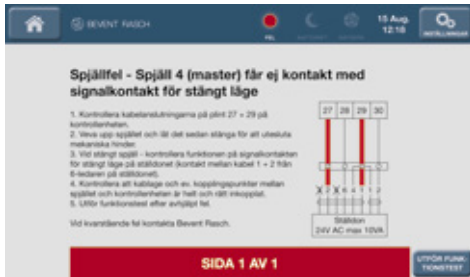 BEVENT RASCH
FEL
NATTDRIFT
15 Aug.
12:18
INSTÄLLNINGAR
Spjällfel - Spjäll 4 (master) får ej kontakt med
signalkontakt för stängt läge
1. Kontrollera kabelanslutningarna på plint 27 + 29 på
kontrollenheten.
2. Veva upp spjället och låt det sedan stänga för att utesluta
mekaniska hinder.
3. Vid stängt spjäll - kontrollera funktionen på signalkontakten
för stängt läge på ställdonet (kontakt mellan kabel 1 + 2 från
6-ledaren på ställdonet).
4. Kontrollera att kablage och ev. kopplingspunkter mellan
spjället och kontrollenheten är helt och rätt inkopplat.
5. Utför funktionstest efter avhjälpt fel.
Vid kvarstående fel kontakta Bevent Rasch.
27 28 29 30
Ställdon
24V AC max 10VA
SIDA 1 AV 1
UTFÖR FUNK-
TIONSTEST